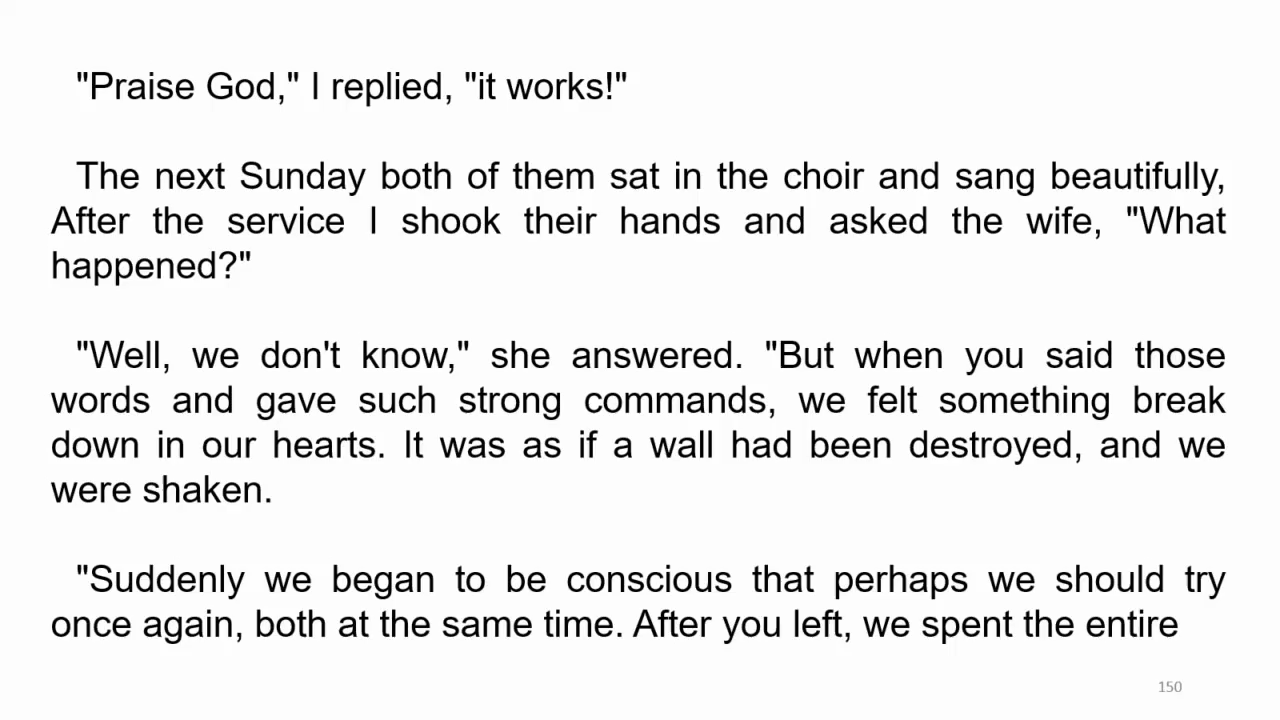 "Praise God," I replied, "it works!"
The next Sunday both of them sat in the choir and sang beautifully,
After the service I shook their hands and asked the wife, "What
happened?"
"Well, we don't know," she answered. "But when you said those
words and gave such strong commands, we felt something break
down in our hearts. It was as if a wall had been destroyed, and we
were shaken.
"Suddenly we began to be conscious that perhaps we should try
once again, both at the same time. After you left, we spent the entire
150